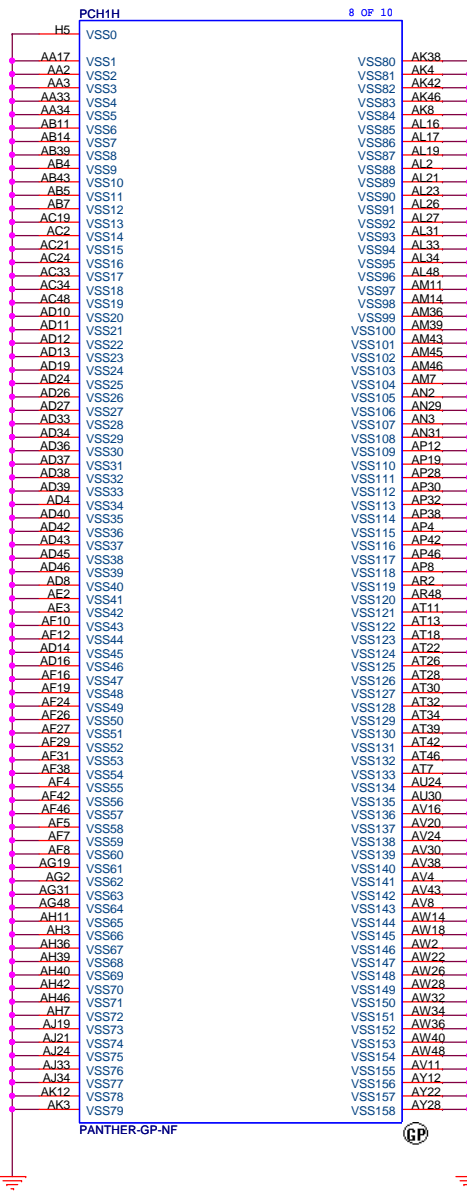 PCH1H 8 OF 10
H5 VSS0
AA17 VSS1 VSS80 AK38
AA2 VSS2 VSS81 AK4
AA3 VSS3 VSS82 AK42
AA33 VSS4 VSS83 AK46
AA34 VSS5 VSS84 AK8
AB11 VSS6 VSS85 AL16
AB14 VSS7 VSS86 AL17
AB39 VSS8 VSS87 AL19
AB4 VSS9 VSS88 AL2
AB43 VSS10 VSS89 AL21
AB5 VSS11 VSS90 AL23
AB7 VSS12 VSS91 AL26
AC19 VSS13 VSS92 AL27
AC2 VSS14 VSS93 AL31
AC21 VSS15 VSS94 AL33
AC24 VSS16 VSS95 AL34
AC33 VSS17 VSS96 AL48
AC34 VSS18 VSS97 AM11
AC48 VSS19 VSS98 AM14
AD10 VSS20 VSS99 AM36
AD11 VSS21 VSS100 AM39
AD12 VSS22 VSS101 AM43
AD13 VSS23 VSS102 AM45
AD19 VSS24 VSS103 AM46
AD24 VSS25 VSS104 AM7
AD26 VSS26 VSS105 AN2
AD27 VSS27 VSS106 AN29
AD33 VSS28 VSS107 AN3
AD34 VSS29 VSS108 AN31
AD36 VSS30 VSS109 AP12
AD37 VSS31 VSS110 AP19
AD38 VSS32 VSS111 AP28
AD39 VSS33 VSS112 AP30
AD4 VSS34 VSS113 AP32
AD40 VSS35 VSS114 AP38
AD42 VSS36 VSS115 AP4
AD43 VSS37 VSS116 AP42
AD45 VSS38 VSS117 AP46
AD46 VSS39 VSS118 AP8
AD8 VSS40 VSS119 AR2
AE2 VSS41 VSS120 AR48
AE3 VSS42 VSS121 AT11
AF10 VSS43 VSS122 AT13
AF12 VSS44 VSS123 AT18
AD14 VSS45 VSS124 AT22
AD16 VSS46 VSS125 AT26
AF16 VSS47 VSS126 AT28
AF19 VSS48 VSS127 AT30
AF24 VSS49 VSS128 AT32
AF26 VSS50 VSS129 AT34
AF27 VSS51 VSS130 AT39
AF29 VSS52 VSS131 AT42
AF31 VSS53 VSS132 AT46
AF38 VSS54 VSS133 AT7
AF4 VSS55 VSS134 AU24
AF42 VSS56 VSS135 AU30
AF46 VSS57 VSS136 AV16
AF5 VSS58 VSS137 AV20
AF7 VSS59 VSS138 AV24
AF8 VSS60 VSS139 AV30
AG19 VSS61 VSS140 AV38
AG2 VSS62 VSS141 AV4
AG31 VSS63 VSS142 AV43
AG48 VSS64 VSS143 AV8
AH11 VSS65 VSS144 AW14
AH3 VSS66 VSS145 AW18
AH36 VSS67 VSS146 AW2
AH39 VSS68 VSS147 AW22
AH40 VSS69 VSS148 AW26
AH42 VSS70 VSS149 AW28
AH46 VSS71 VSS150 AW32
AH7 VSS72 VSS151 AW34
AJ19 VSS73 VSS152 AW36
AJ21 VSS74 VSS153 AW40
AJ24 VSS75 VSS154 AW48
AJ33 VSS76 VSS155 AV11
AJ34 VSS77 VSS156 AY12
AK12 VSS78 VSS157 AY22
AK3 VSS79 VSS158 AY28
PANTHER-GP-NF GP